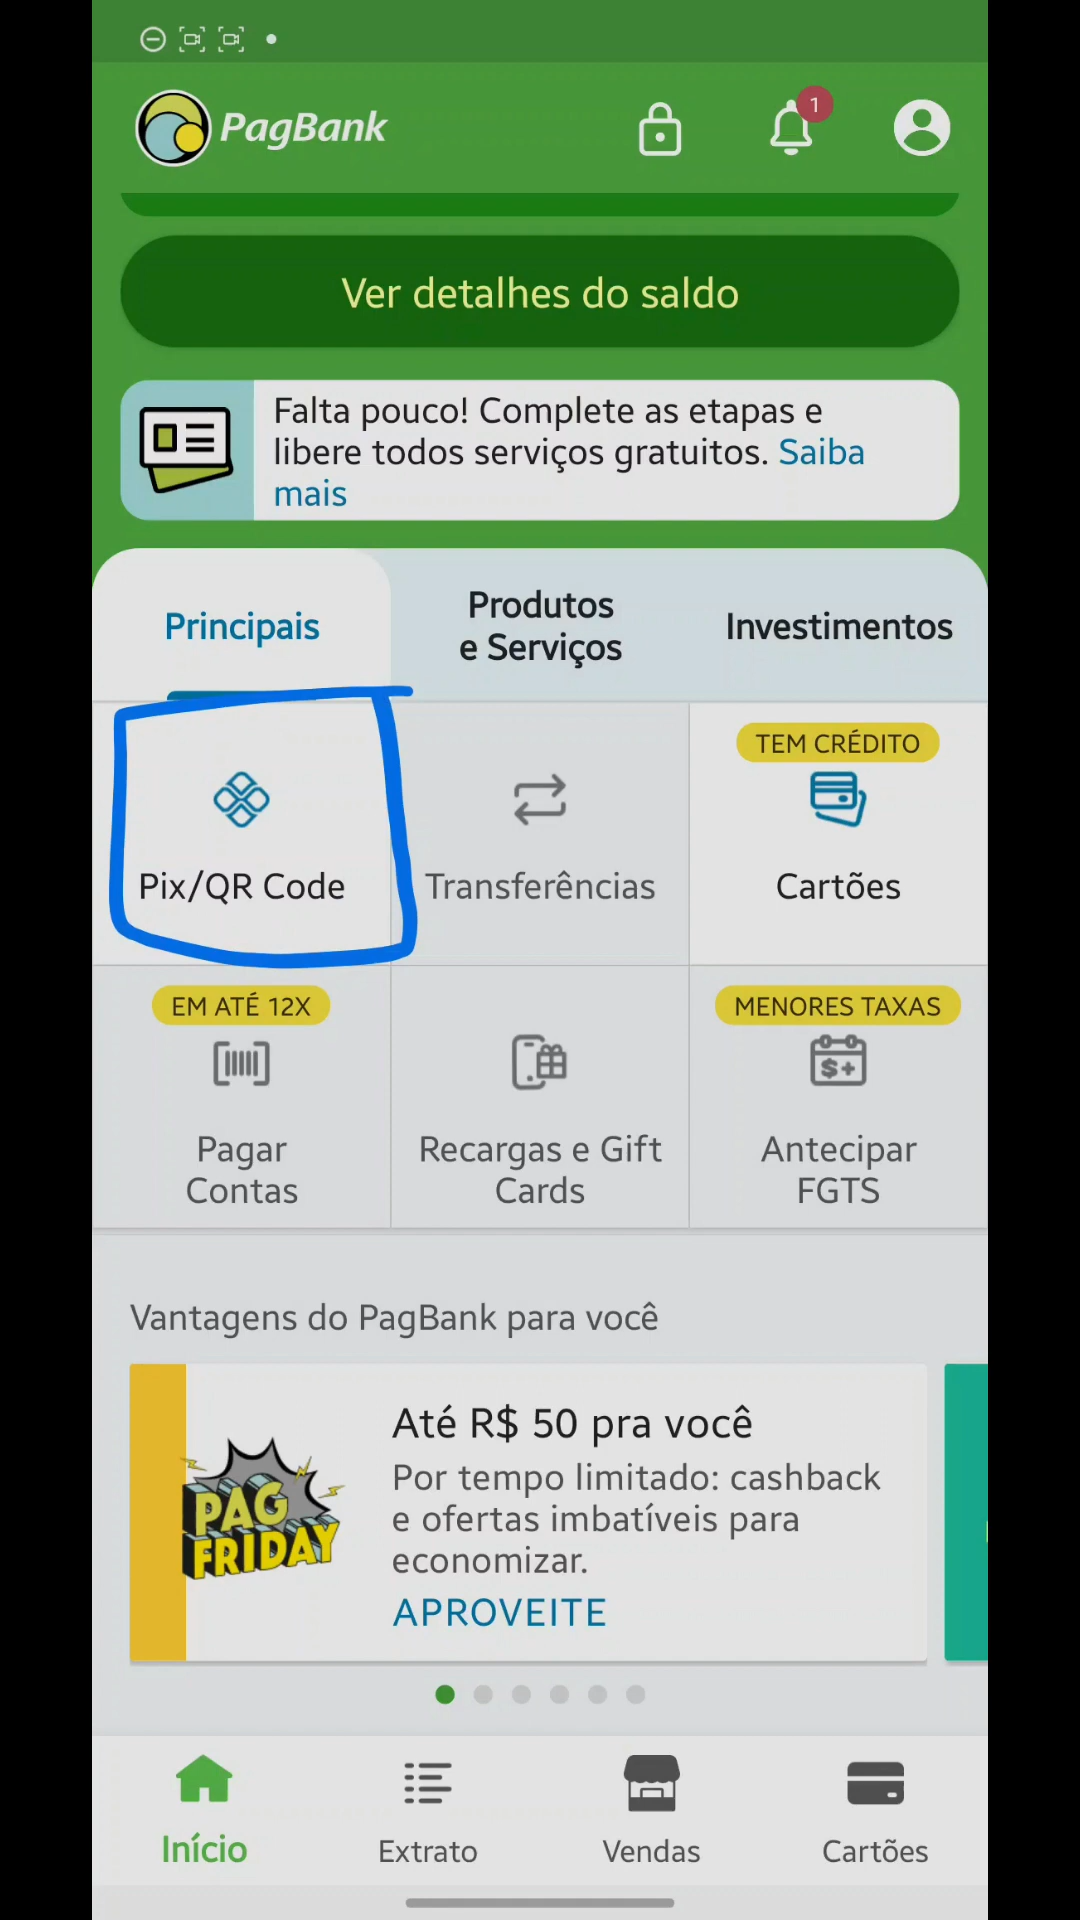 PagBank
1
Ver detalhes do saldo
Falta pouco! Complete as etapas e
libere todos serviços gratuitos. Saiba
mais
Principais
Produtos
e Serviços
Investimentos
Pix/QR Code
Transferências
TEM CRÉDITO
Cartões
EM ATÉ 12X
Pagar
Contas
Recargas e Gift
Cards
MENORES TAXAS
Antecipar
FGTS
Vantagens do PagBank para você
PAG
FRIDAY
Até R$ 50 pra você
Por tempo limitado: cashback
e ofertas imbatíveis para
economizar.
APROVEITE
Início
Extrato
Vendas
Cartões